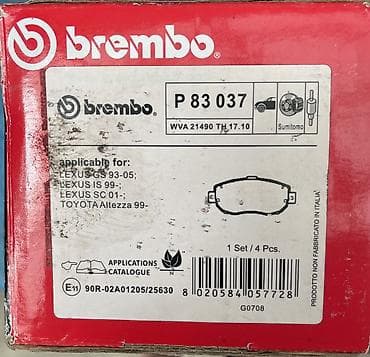 brembo®
brembo.
P 83 037
WVA 21490 TH 17.10
Sumitomo
applicable for:
LEXUS GS 93-05;
LEXUS IS 99-;
LEXUS SC 01-;
TOYOTA Altezza 99-
1 Set / 4 Pcs.
APPLICATIONS
CATALOGUE
E11 90R-02A01205/25630
8 020584 057728
G0708
PRODOTTO NON FABBRICATO IN ITALIA